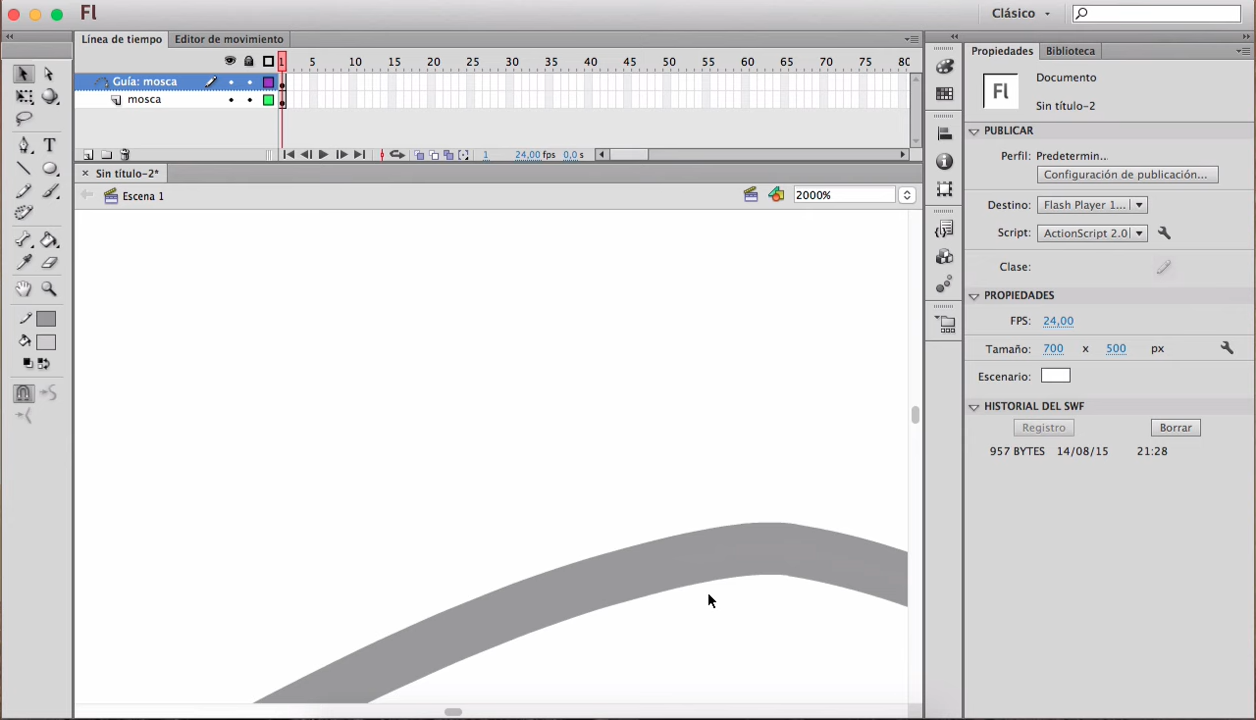 Fl
Clásico
Línea de tiempo
Editor de movimiento
Propiedades
Biblioteca
1 5 10 15 20 25 30 35 40 45 50 55 60 65 70 75 80
Guía: mosca
mosca
1 24,00 fps 0,0 s
Fl
Documento
Sin título-2
PUBLICAR
Perfil: Predetermin...
Configuración de publicación...
Sin título-2*
Escena 1
2000%
Destino: Flash Player 1...
Script: ActionScript 2.0
Clase:
PROPIEDADES
FPS: 24,00
Tamaño: 700 x 500 px
Escenario:
HISTORIAL DEL SWF
Registro
Borrar
957 BYTES 14/08/15 21:28
T